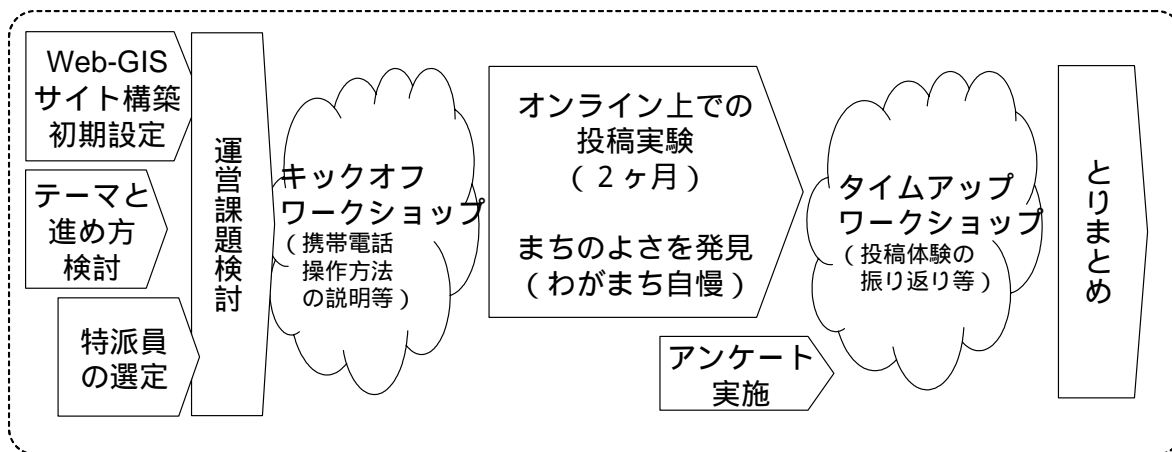 Web-GIS
サイト構築
初期設定
テーマと
進め方
検討
特派員
の選定
運営課題検討
キックオフ
ワークショップ
（携帯電話
操作方法
の説明等）
オンライン上での
投稿実験
（２ヶ月）
まちのよさを発見
（わがまち自慢）
アンケート
実施
タイムアップ
ワークショップ
（投稿体験の
振り返り等）
とりまとめ